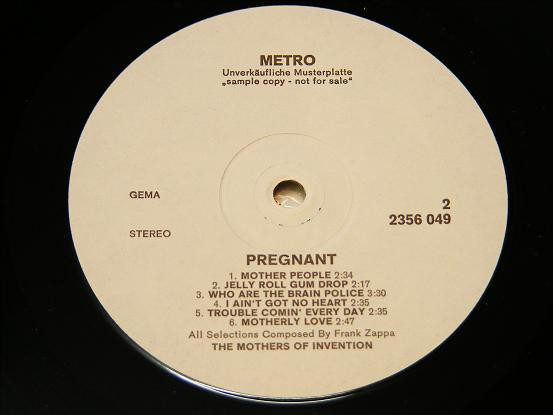 METRO
Unverkäufliche Musterplatte
„sample copy - not for sale“
GEMA
2
2356 049
STEREO
PREGNANT
1. MOTHER PEOPLE 2:34
2. JELLY ROLL GUM DROP 2:17
3. WHO ARE THE BRAIN POLICE 3:30
4. I AIN'T GOT NO HEART 2:35
5. TROUBLE COMIN' EVERY DAY 2:35
6. MOTHERLY LOVE 2:47
All Selections Composed By Frank Zappa
THE MOTHERS OF INVENTION